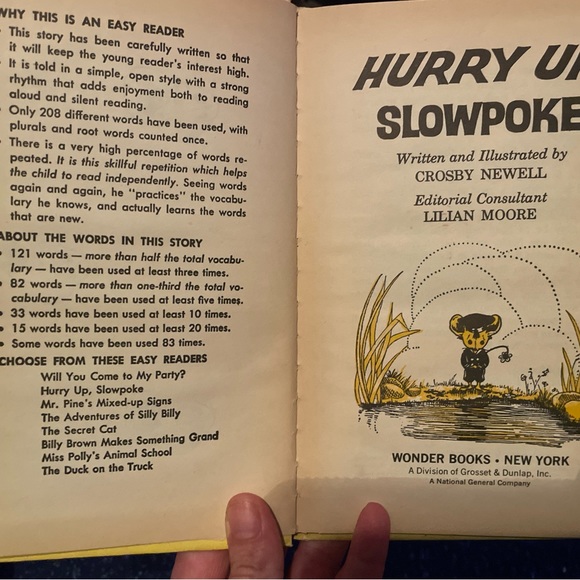 WHY THIS IS AN EASY READER
• This story has been carefully written so that
it will keep the young reader's interest high.
• It is told in a simple, open style with a strong
rhythm that adds enjoyment both to reading
aloud and silent reading.
• Only 208 different words have been used, with
plurals and root words counted once.
• There is a very high percentage of words re-
peated. It is this skillful repetition which helps
the child to read independently. Seeing words
again and again, he "practices" the vocabu-
lary he knows, and actually learns the words
that are new.
ABOUT THE WORDS IN THIS STORY
• 121 words — more than half the total vocabu-
lary — have been used at least three times.
• 82 words — more than one-third the total vo-
cabulary — have been used at least five times.
• 33 words have been used at least 10 times.
• 15 words have been used at least 20 times.
• Some words have been used 83 times.
CHOOSE FROM THESE EASY READERS
Will You Come to My Party?
Hurry Up, Slowpoke
Mr. Pine's Mixed-up Signs
The Adventures of Silly Billy
The Secret Cat
Billy Brown Makes Something Grand
Miss Polly's Animal School
The Duck on the Truck
HURRY UP
SLOWPOKE
Written and Illustrated by
CROSBY NEWELL
Editorial Consultant
LILIAN MOORE
WONDER BOOKS • NEW YORK
A Division of Grosset & Dunlap, Inc.
A National General Company